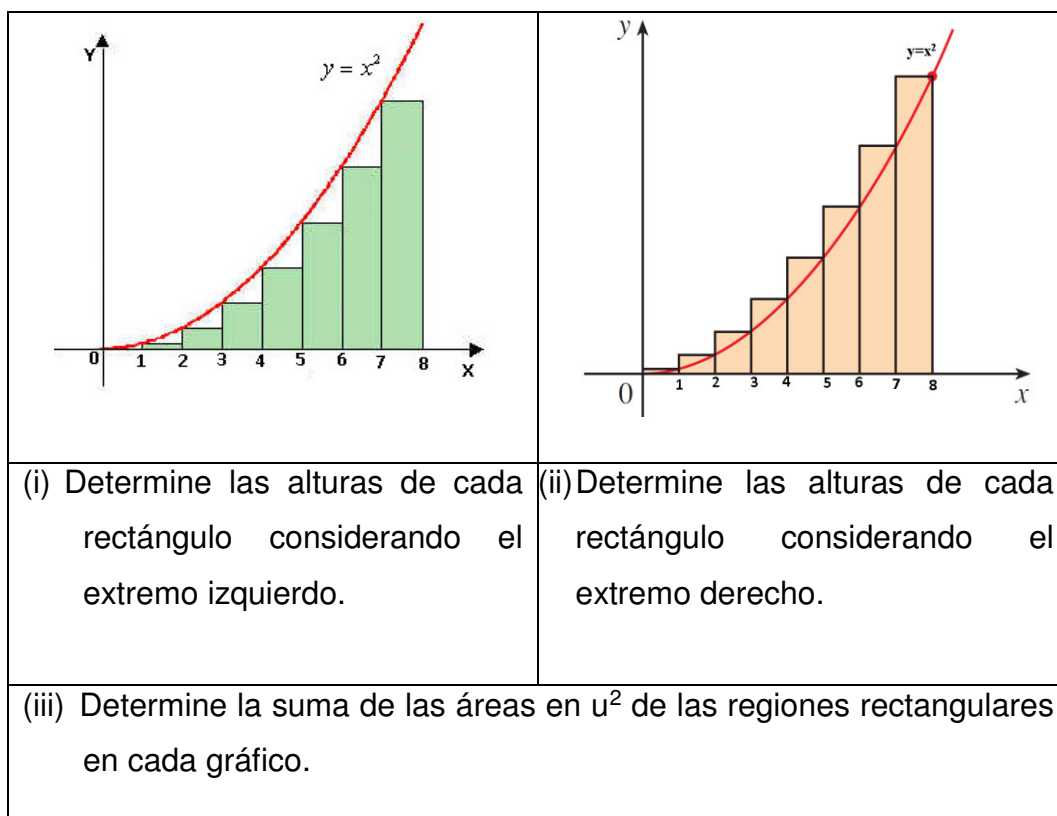 Y
y = x²
0 1 2 3 4 5 6 7 8 X
y
y=x²
0 1 2 3 4 5 6 7 8 x
(i) Determine las alturas de cada
rectángulo considerando el
extremo izquierdo.
(ii) Determine las alturas de cada
rectángulo considerando el
extremo derecho.
(iii) Determine la suma de las áreas en u² de las regiones rectangulares
en cada gráfico.